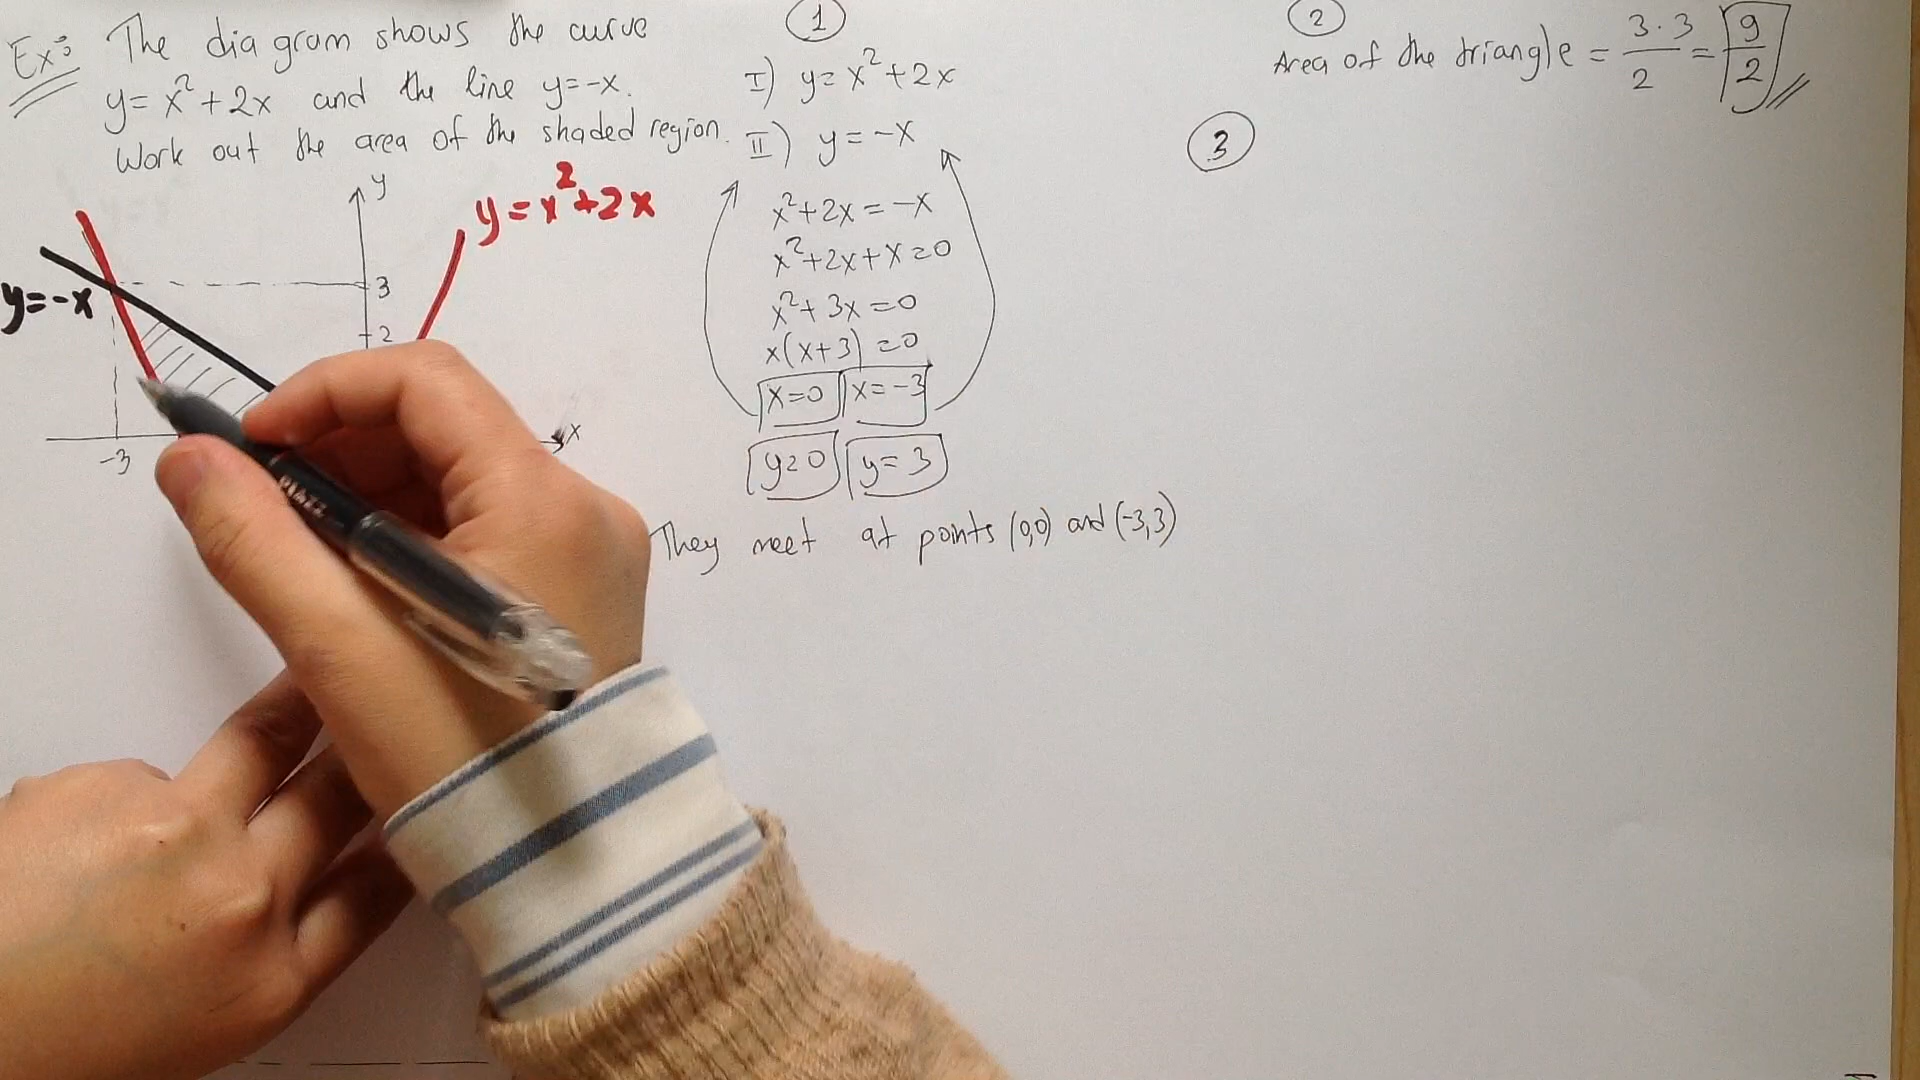 Ex: The diagram shows the curve
y = x² + 2x and the line y=-x.
Work out the area of the shaded region.
y = x² + 2x
y = -x
y
3
2
x
-3
1
I) y = x² + 2x
II) y = -x
x² + 2x = -x
x² + 2x + x = 0
x² + 3x = 0
x(x+3) = 0
x = 0 x = -3
y = 0 y = 3
They meet at points (0,0) and (-3,3)
2
Area of the triangle = 3·3/2 = 9/2
3